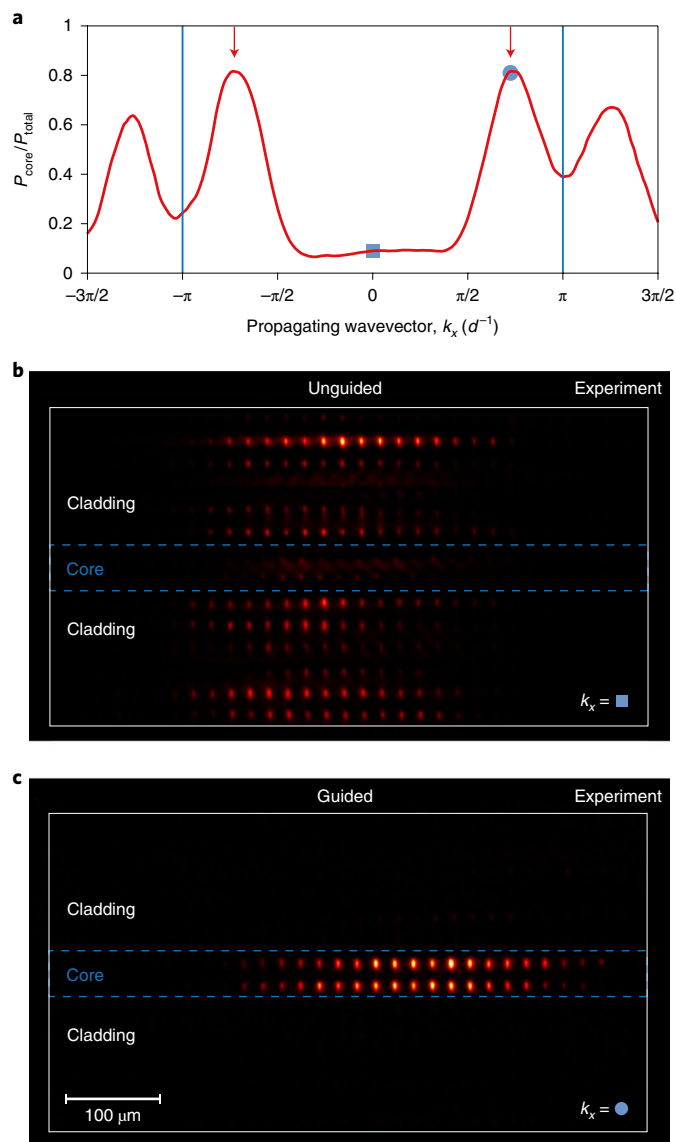 a
1
0.8
0.6
0.4
0.2
0
P_core/P_total
−3π/2 −π −π/2 0 π/2 π 3π/2
Propagating wavevector, k_x (d⁻¹)
b
Unguided Experiment
Cladding
Core
Cladding
k_x =
c
Guided Experiment
Cladding
Core
Cladding
100 μm
k_x =